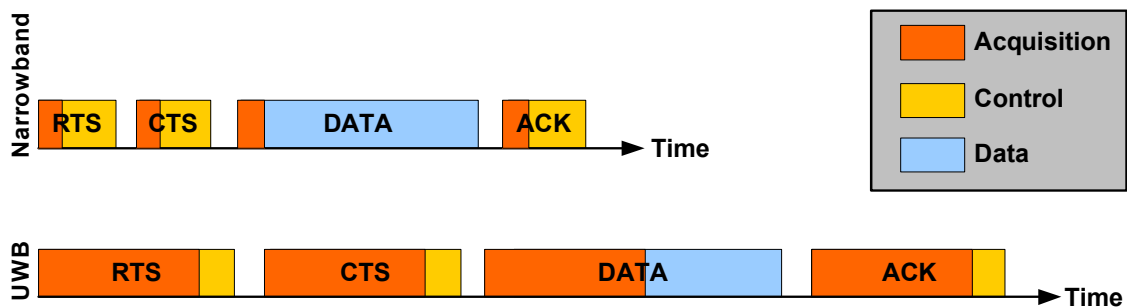 Narrowband
RTS
CTS
DATA
ACK
Time
Acquisition
Control
Data
UWB
RTS
CTS
DATA
ACK
Time